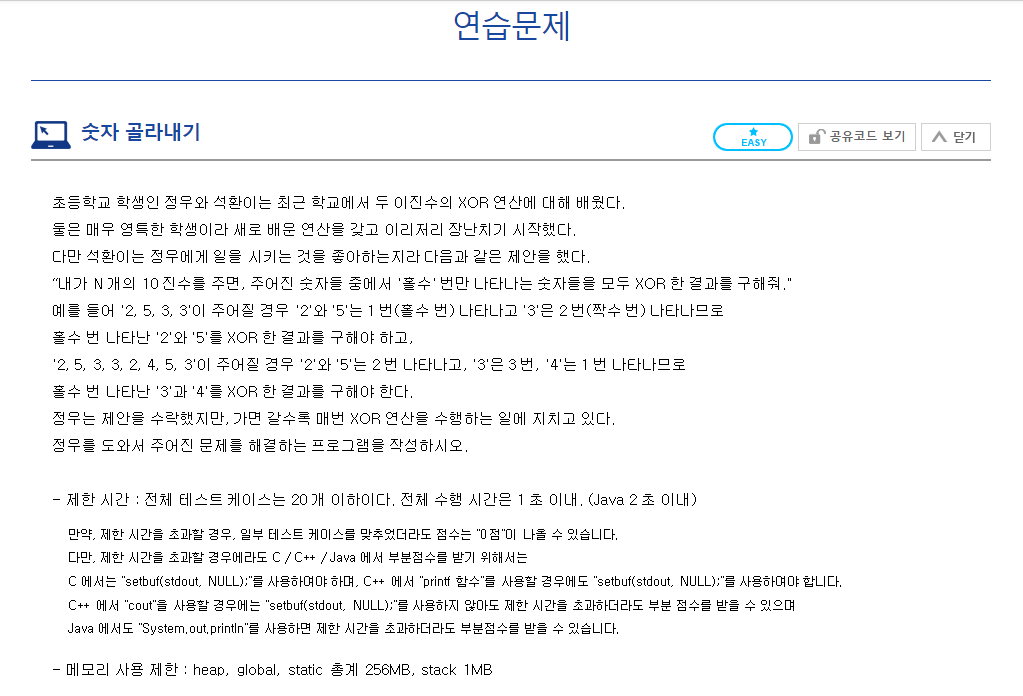 연습문제
숫자 골라내기
EASY
공유코드 보기
닫기
초등학교 학생인 정우와 석환이는 최근 학교에서 두 이진수의 XOR 연산에 대해 배웠다.
둘은 매우 영특한 학생이라 새로 배운 연산을 갖고 이리저리 장난치기 시작했다.
다만 석환이는 정우에게 일을 시키는 것을 좋아하는지라 다음과 같은 제안을 했다.
“내가 N개의 10진수를 주면, 주어진 숫자들 중에서 '홀수' 번만 나타나는 숫자들을 모두 XOR 한 결과를 구해줘.”
예를 들어 '2, 5, 3, 3'이 주어질 경우 '2'와 '5'는 1번(홀수 번) 나타나고 '3'은 2번(짝수 번) 나타나므로
홀수 번 나타난 '2'와 '5'를 XOR 한 결과를 구해야 하고,
'2, 5, 3, 3, 2, 4, 5, 3'이 주어질 경우 '2'와 '5'는 2번 나타나고, '3'은 3번, '4'는 1번 나타나므로
홀수 번 나타난 '3'과 '4'를 XOR 한 결과를 구해야 한다.
정우는 제안을 수락했지만, 가면 갈수록 매번 XOR 연산을 수행하는 일에 지치고 있다.
정우를 도와서 주어진 문제를 해결하는 프로그램을 작성하시오.
- 제한 시간 : 전체 테스트 케이스는 20개 이하이다. 전체 수행 시간은 1초 이내. (Java 2초 이내)
만약, 제한 시간을 초과할 경우, 일부 테스트 케이스를 맞추었더라도 점수는 "0점"이 나올 수 있습니다.
다만, 제한 시간을 초과할 경우에라도 C / C++ / Java 에서 부분점수를 받기 위해서는
C 에서는 "setbuf(stdout, NULL);"를 사용하여야 하며, C++ 에서 "printf 함수"를 사용할 경우에도 "setbuf(stdout, NULL);"를 사용하여야 합니다.
C++ 에서 "cout"을 사용할 경우에는 "setbuf(stdout, NULL);"를 사용하지 않아도 제한 시간을 초과하더라도 부분 점수를 받을 수 있으며
Java 에서도 "System.out.println"를 사용하면 제한 시간을 초과하더라도 부분점수를 받을 수 있습니다.
- 메모리 사용 제한 : heap, global, static 총계 256MB, stack 1MB